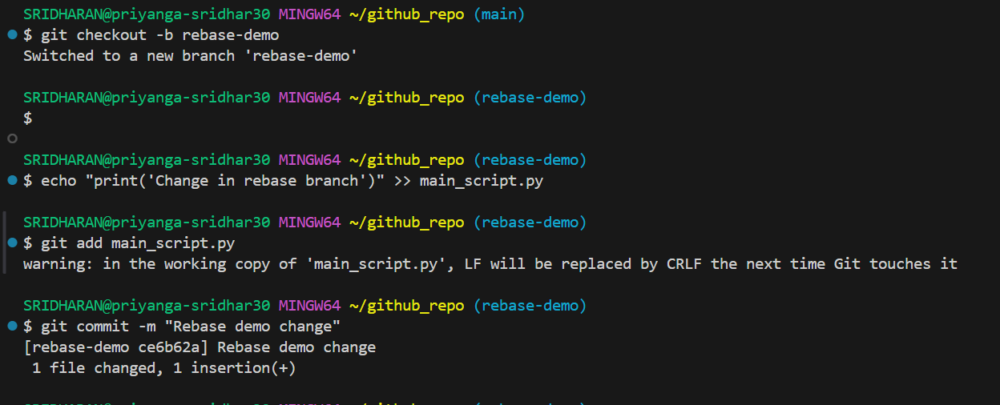 SRIDHARAN@priyanga-sridhar30 MINGW64 ~/github_repo (main)
$ git checkout -b rebase-demo
Switched to a new branch 'rebase-demo'
SRIDHARAN@priyanga-sridhar30 MINGW64 ~/github_repo (rebase-demo)
$
SRIDHARAN@priyanga-sridhar30 MINGW64 ~/github_repo (rebase-demo)
$ echo "print('Change in rebase branch')" >> main_script.py
SRIDHARAN@priyanga-sridhar30 MINGW64 ~/github_repo (rebase-demo)
$ git add main_script.py
warning: in the working copy of 'main_script.py', LF will be replaced by CRLF the next time Git touches it
SRIDHARAN@priyanga-sridhar30 MINGW64 ~/github_repo (rebase-demo)
$ git commit -m "Rebase demo change"
[rebase-demo ce6b62a] Rebase demo change
 1 file changed, 1 insertion(+)